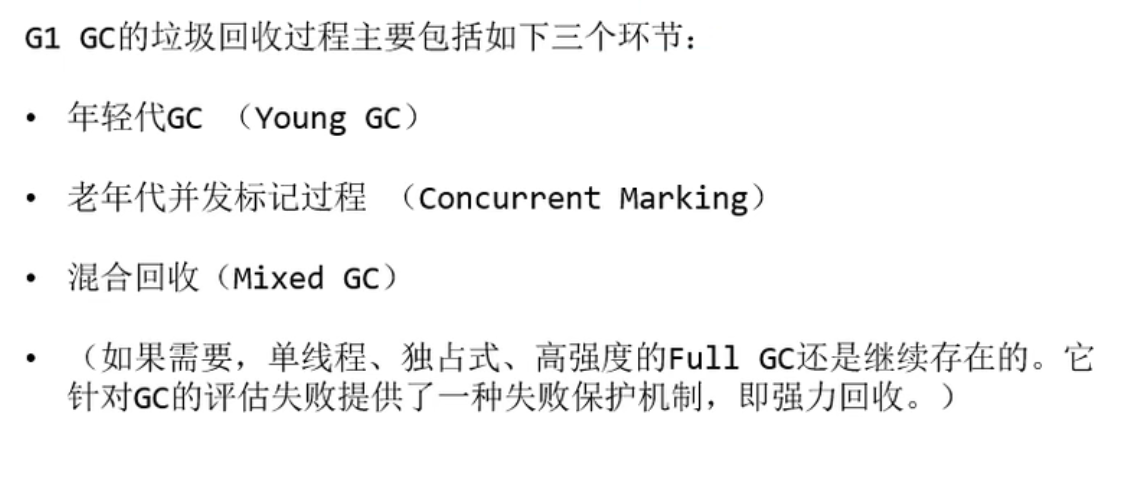 G1 GC的垃圾回收过程主要包括如下三个环节：
• 年轻代GC （Young GC）
• 老年代并发标记过程 （Concurrent Marking）
• 混合回收（Mixed GC）
• （如果需要，单线程、独占式、高强度的Full GC还是继续存在的。它
针对GC的评估失败提供了一种失败保护机制，即强力回收。）